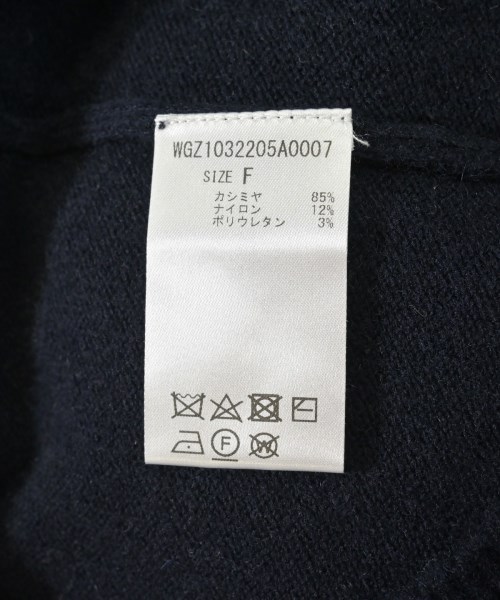 WGZ1032205A0007
SIZE F
カシミヤ 85%
ナイロン 12%
ポリウレタン 3%
F W